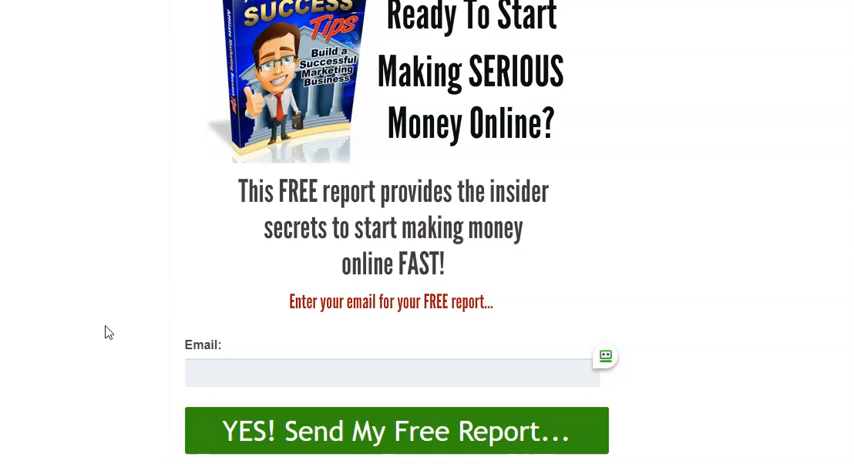 SUCCESS
Tips
Build a
Successful
Marketing
Business
Ready To Start
Making SERIOUS
Money Online?
This FREE report provides the insider
secrets to start making money
online FAST!
Enter your email for your FREE report...
Email:
YES! Send My Free Report...